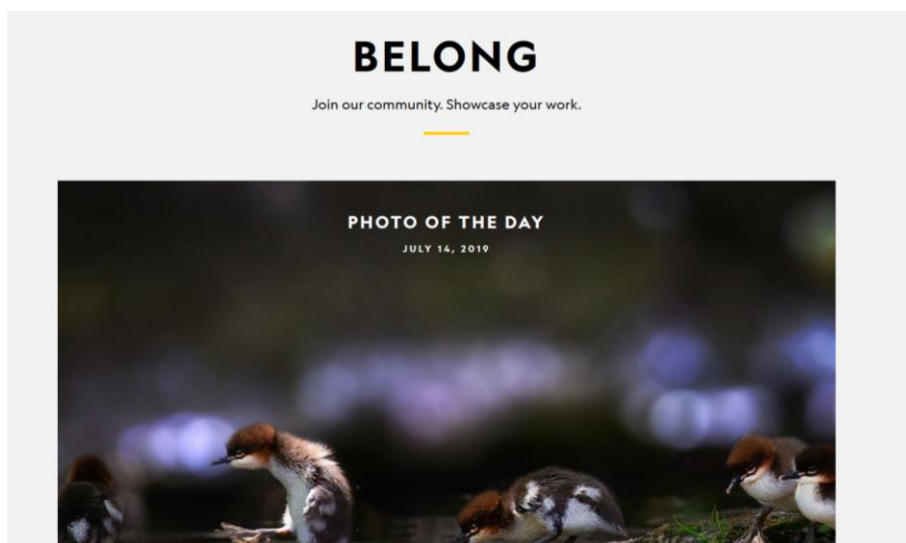 BELONG
Join our community. Showcase your work.
PHOTO OF THE DAY
JULY 14, 2019